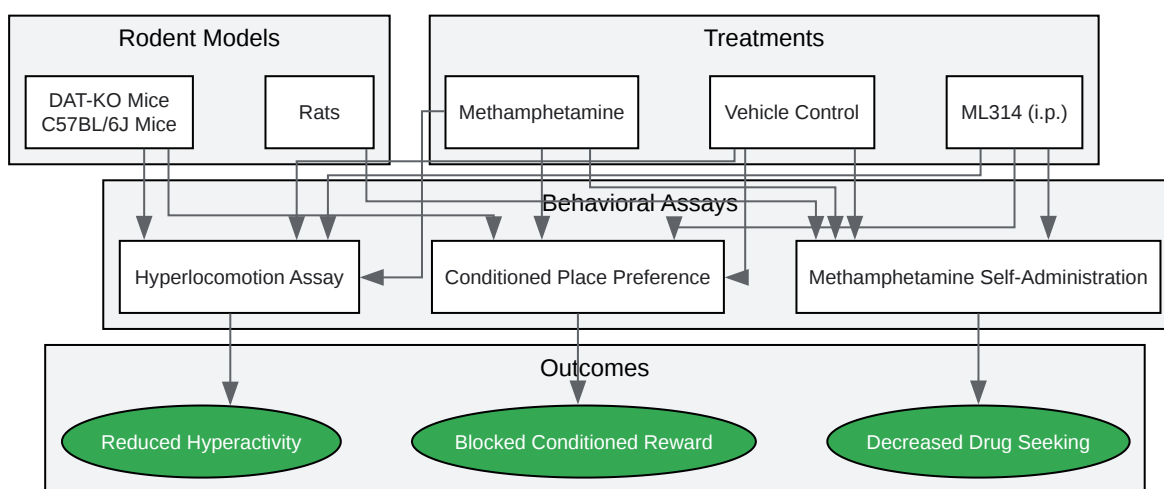 Rodent Models
Treatments
DAT-KO Mice
C57BL/6J Mice
Rats
Methamphetamine
Vehicle Control
ML314 (i.p.)
Behavioral Assays
Hyperlocomotion Assay
Conditioned Place Preference
Methamphetamine Self-Administration
Outcomes
Reduced Hyperactivity
Blocked Conditioned Reward
Decreased Drug Seeking